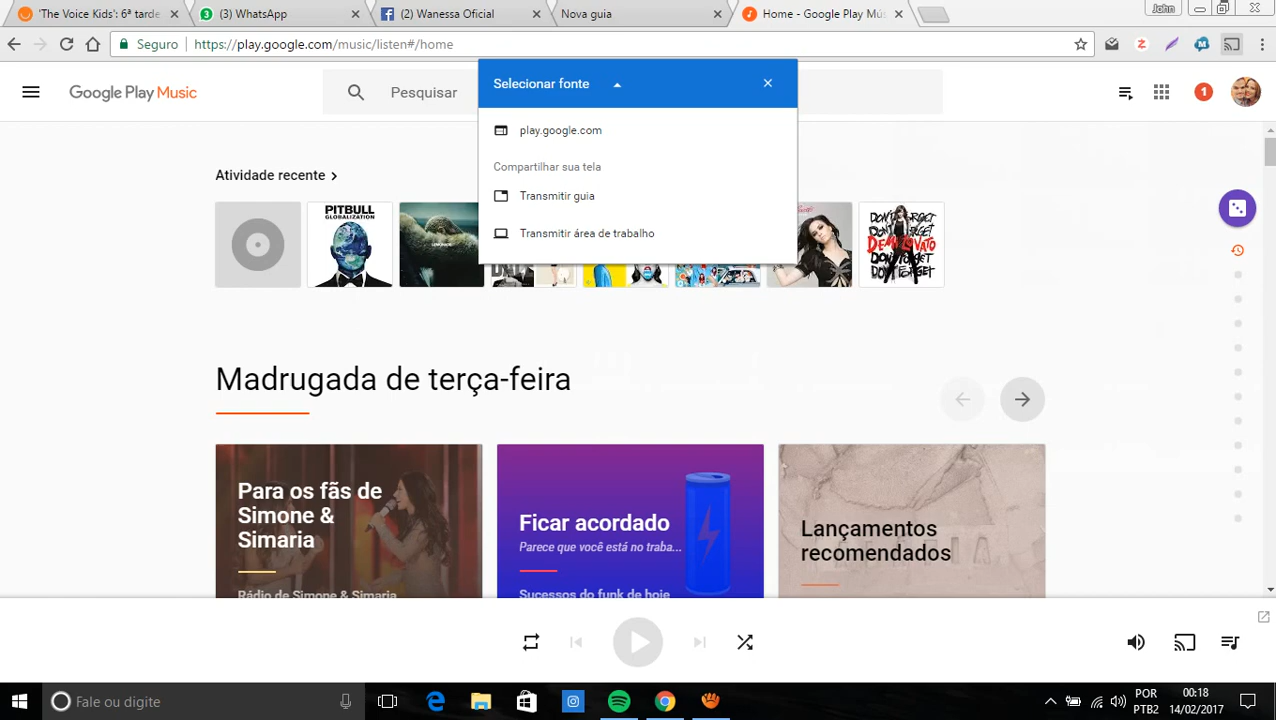 'The Voice Kids': 6ª tarde
(3) WhatsApp
(2) Wanessa Oficial
Nova guia
Home - Google Play Mús
John
Seguro
https://play.google.com/music/listen#/home
Google Play Music
Pesquisar
1
Selecionar fonte
play.google.com
Compartilhar sua tela
Transmitir guia
Transmitir área de trabalho
Atividade recente
PITBULL
GLOBALIZATION
LEMONADE
DON'T FORGET
DEMI LOVATO
DON'T FORGET
Madrugada de terça-feira
Para os fãs de
Simone &
Simaria
Rádio de Simone & Simaria
Ficar acordado
Parece que você está no traba...
Sucessos do funk de hoje
Lançamentos
recomendados
Fale ou digite
POR
PTB2
00:18
14/02/2017